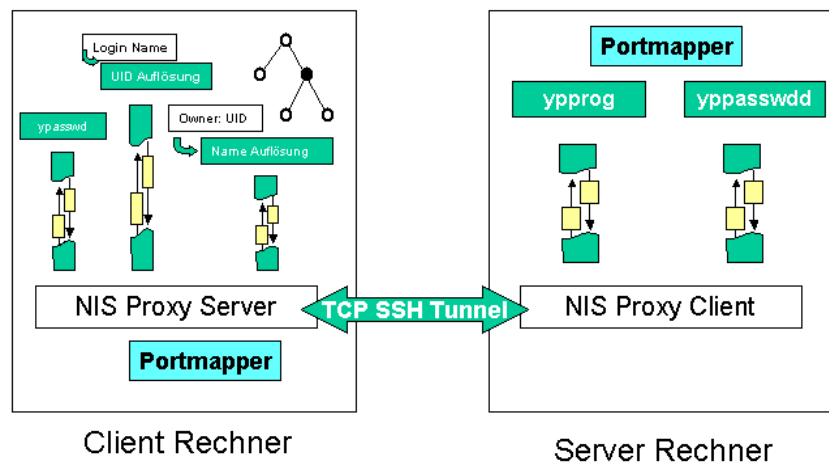 Login Name
UID Auflösung
ypasswd
Owner: UID
Name Auflösung
NIS Proxy Server
Portmapper
Client Rechner
TCP SSH Tunnel
Portmapper
ypprog
yppasswdd
NIS Proxy Client
Server Rechner